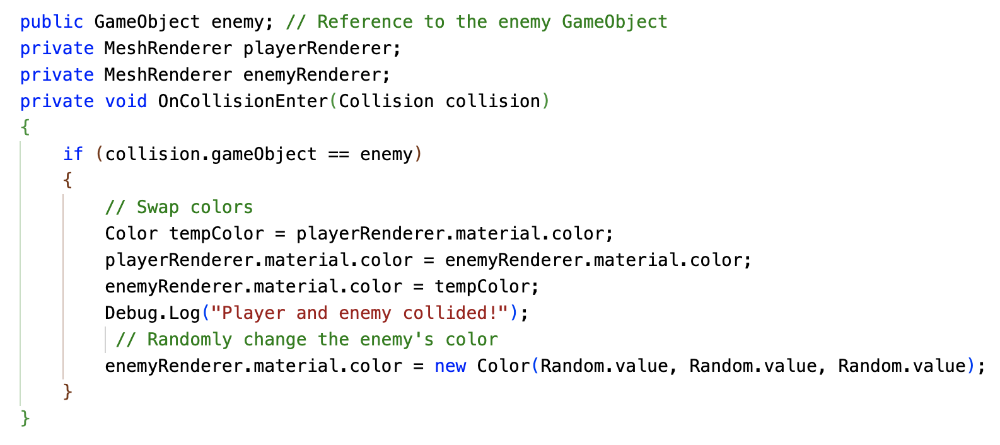 public GameObject enemy; // Reference to the enemy GameObject
private MeshRenderer playerRenderer;
private MeshRenderer enemyRenderer;
private void OnCollisionEnter(Collision collision)
{
    if (collision.gameObject == enemy)
    {
        // Swap colors
        Color tempColor = playerRenderer.material.color;
        playerRenderer.material.color = enemyRenderer.material.color;
        enemyRenderer.material.color = tempColor;
        Debug.Log("Player and enemy collided!");
         // Randomly change the enemy's color
        enemyRenderer.material.color = new Color(Random.value, Random.value, Random.value);
    }
}